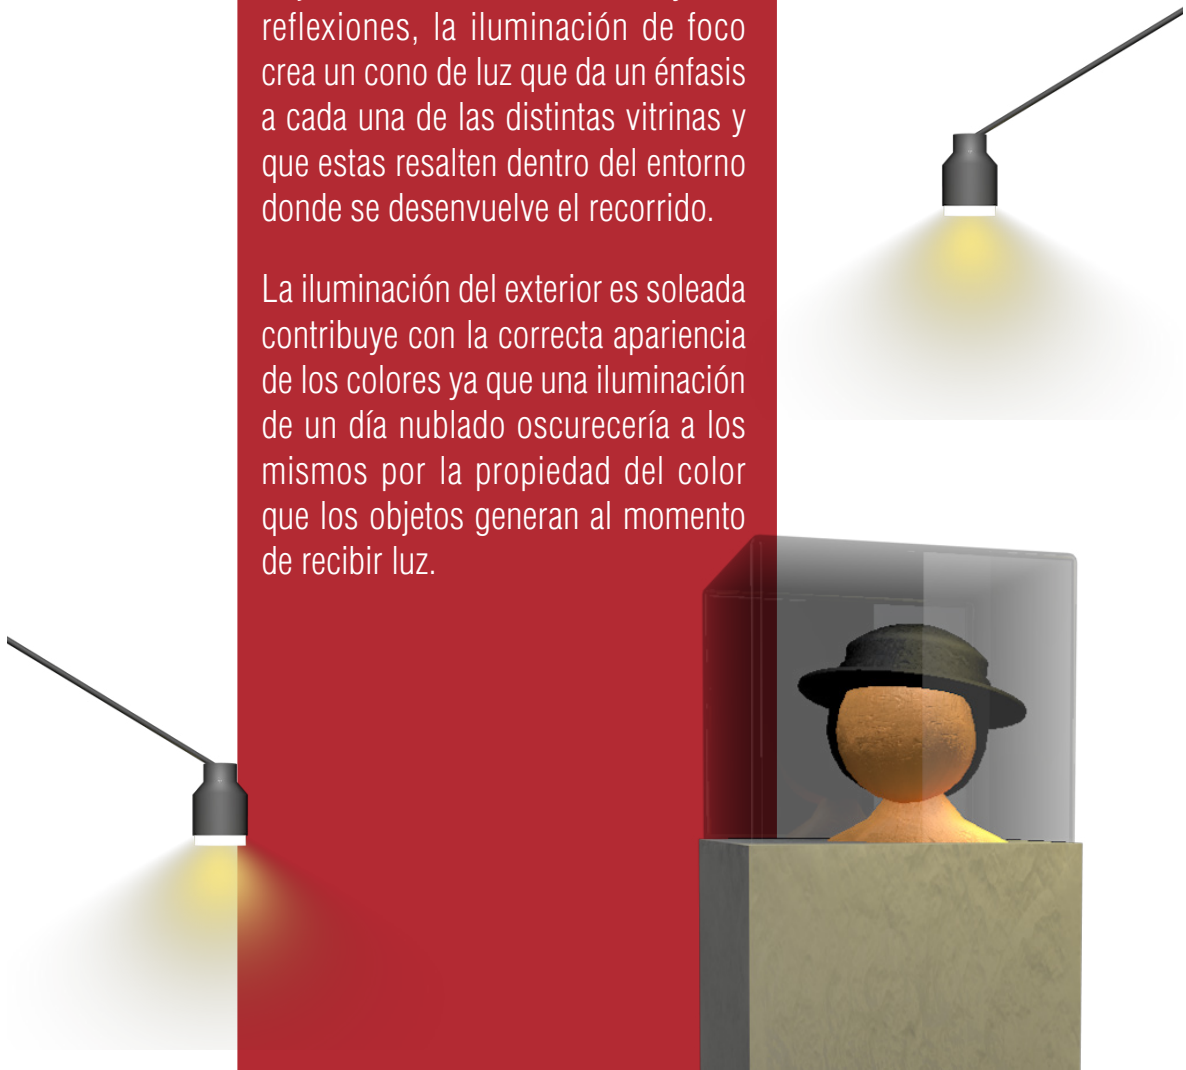 reflexiones, la iluminación de foco
crea un cono de luz que da un énfasis
a cada una de las distintas vitrinas y
que estas resalten dentro del entorno
donde se desenvuelve el recorrido.
La iluminación del exterior es soleada
contribuye con la correcta apariencia
de los colores ya que una iluminación
de un día nublado oscurecería a los
mismos por la propiedad del color
que los objetos generan al momento
de recibir luz.